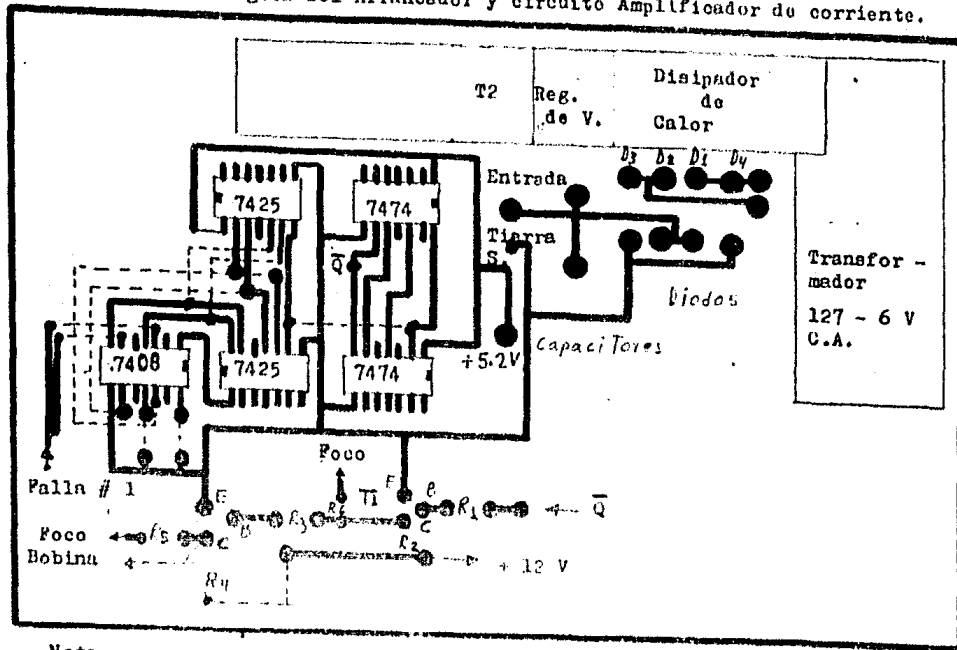 del Arrancador y circuito Amplificador de corriente.
T2
Reg.
de V.
Disipador
de
Calor
D3 D2 D1 D4
7425
7474
Entrada
Tierra
S.
Q̅
Transfor -
mador
127 - 6 V
C.A.
Diodos
Capacitores
+5.2V
7408
7425
7474
Foco
Falla # 1
E
T1
E
B
R1
Q̅
B
R3
C
Foco
R5
C
R2
Bobina
+ 12 V
R4
Nota